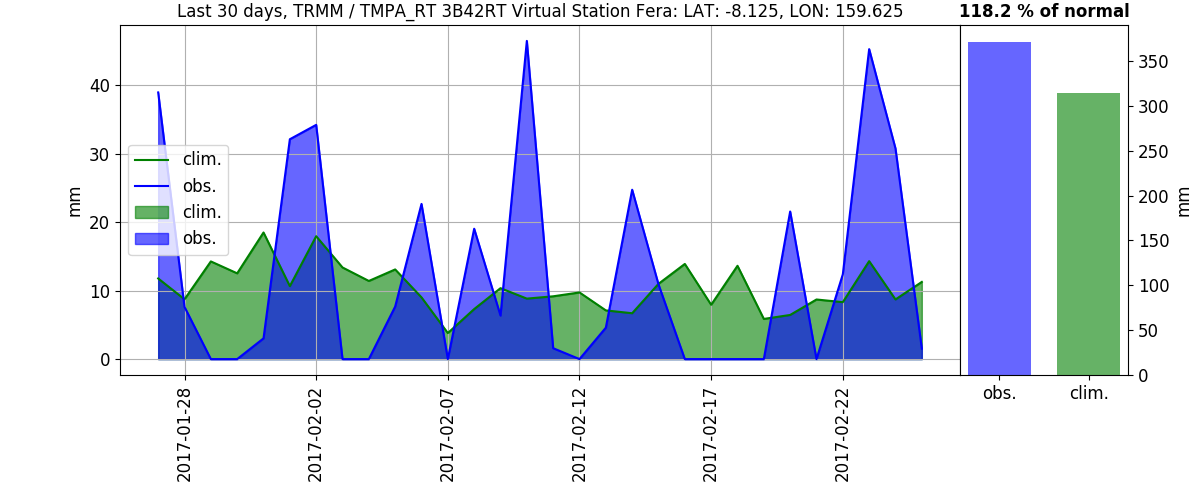 Last 30 days, TRMM / TMPA_RT 3B42RT Virtual Station Fera: LAT: -8.125, LON: 159.625
118.2 % of normal
mm
40
30
20
10
0
clim.
obs.
clim.
obs.
2017-01-28
2017-02-02
2017-02-07
2017-02-12
2017-02-17
2017-02-22
350
300
250
200
150
100
50
0
mm
obs.
clim.